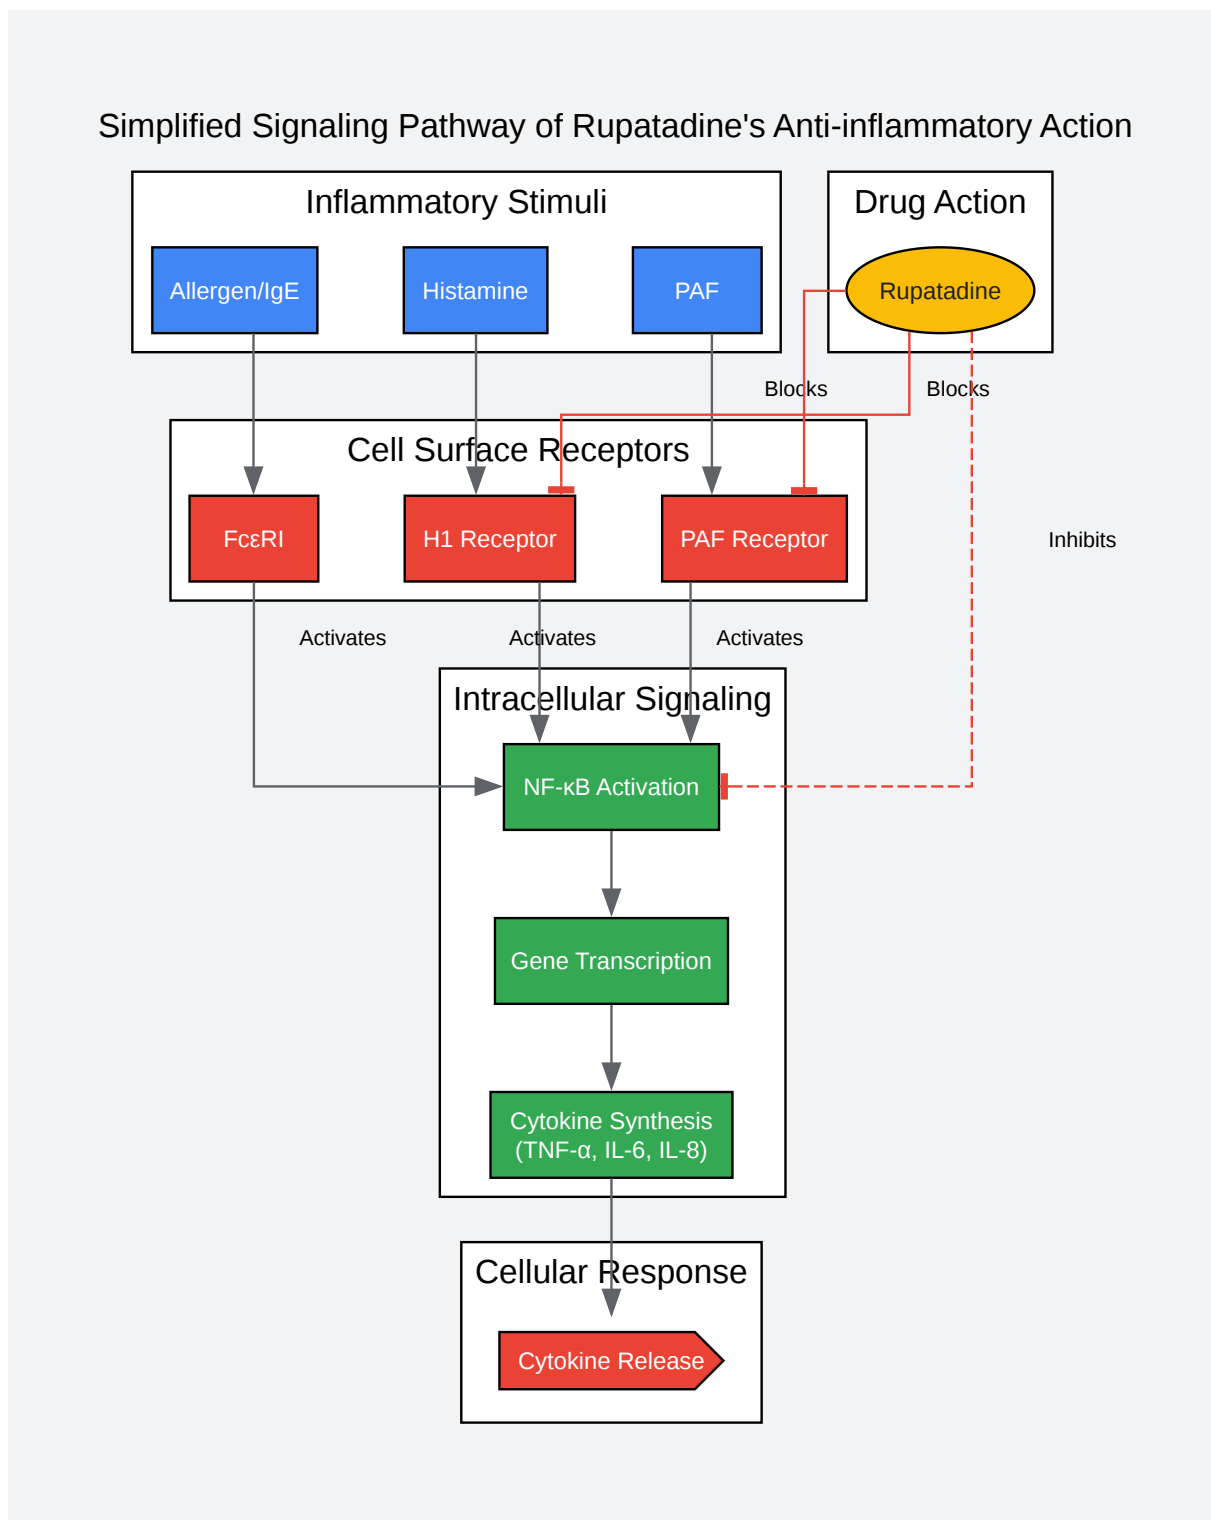 Simplified Signaling Pathway of Rupatadine's Anti-inflammatory Action
Inflammatory Stimuli
Drug Action
Allergen/IgE
Histamine
PAF
Rupatadine
Blocks
Blocks
Cell Surface Receptors
FcεRI
H1 Receptor
PAF Receptor
Inhibits
Activates
Activates
Activates
Intracellular Signaling
NF-κB Activation
Gene Transcription
Cytokine Synthesis
(TNF-α, IL-6, IL-8)
Cellular Response
Cytokine Release